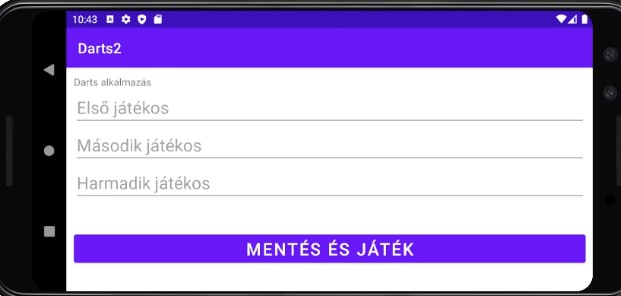 10:43
Darts2
Darts alkalmazás
Első játékos
Második játékos
Harmadik játékos
MENTÉS ÉS JÁTÉK